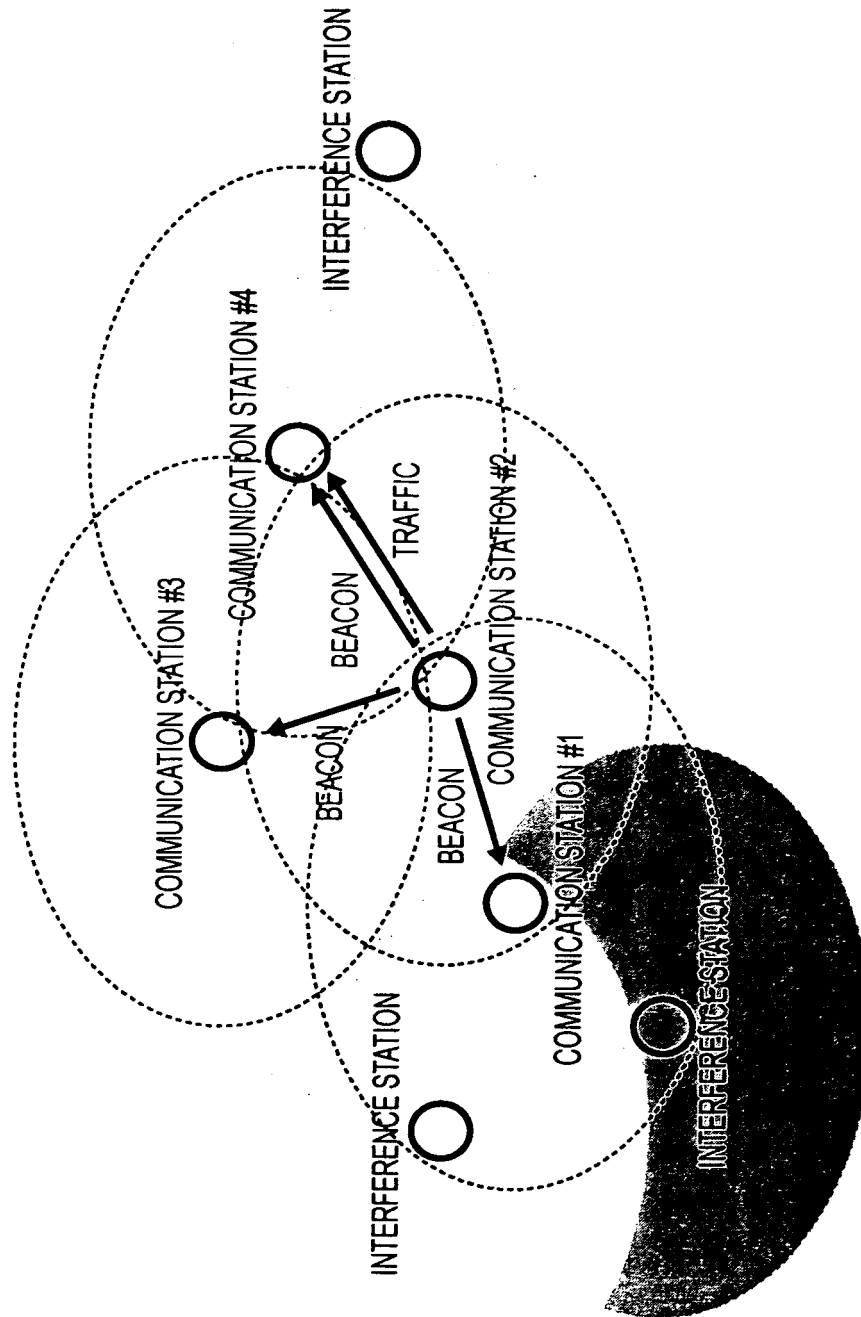 COMMUNICATION STATION #3
COMMUNICATION STATION #4
INTERFERENCE STATION
BEACON
BEACON
INTERFERENCE STATION
TRAFFIC
BEACON
COMMUNICATION STATION #2
COMMUNICATION STATION #1
INTERFERENCE STATION